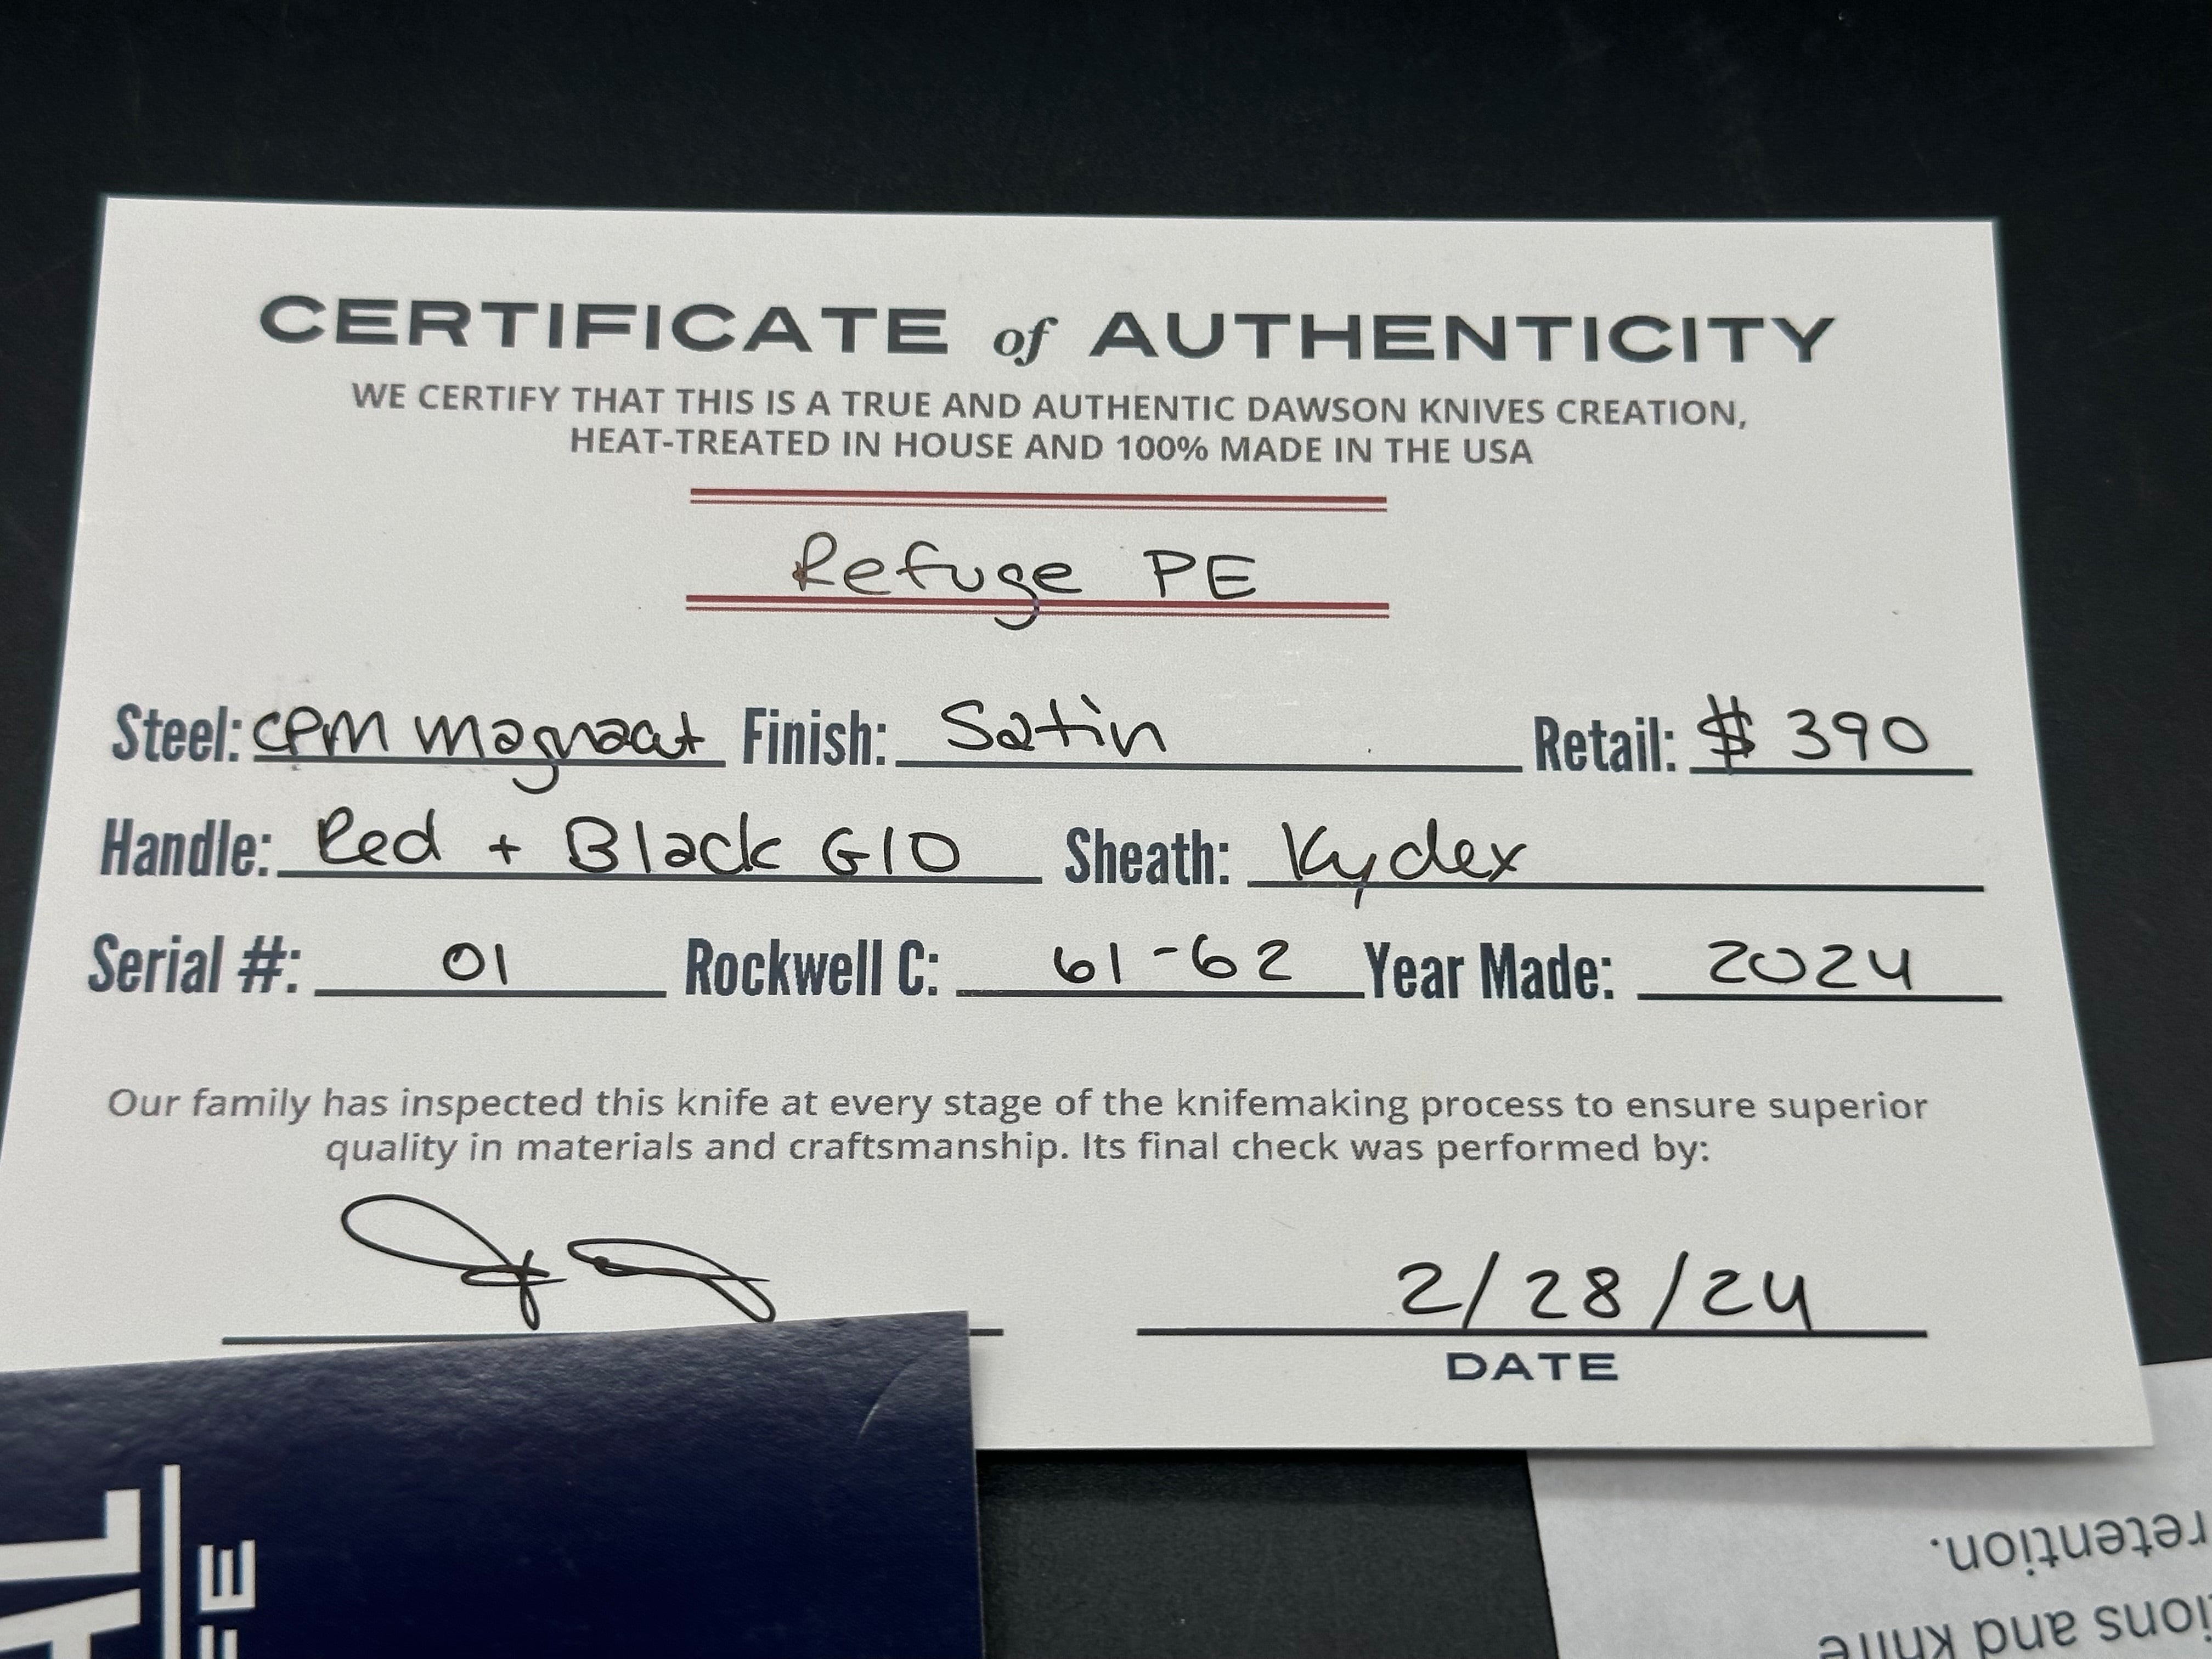 CERTIFICATE of AUTHENTICITY
WE CERTIFY THAT THIS IS A TRUE AND AUTHENTIC DAWSON KNIVES CREATION,
HEAT-TREATED IN HOUSE AND 100% MADE IN THE USA
Refuge PE
Steel: CPM Magnacut Finish: Satin Retail: $ 390
Handle: Red + Black G10 Sheath: Kydex
Serial #: 01 Rockwell C: 61-62 Year Made: 2024
Our family has inspected this knife at every stage of the knifemaking process to ensure superior
quality in materials and craftsmanship. Its final check was performed by:
2/28/24
DATE
retention.
and knife